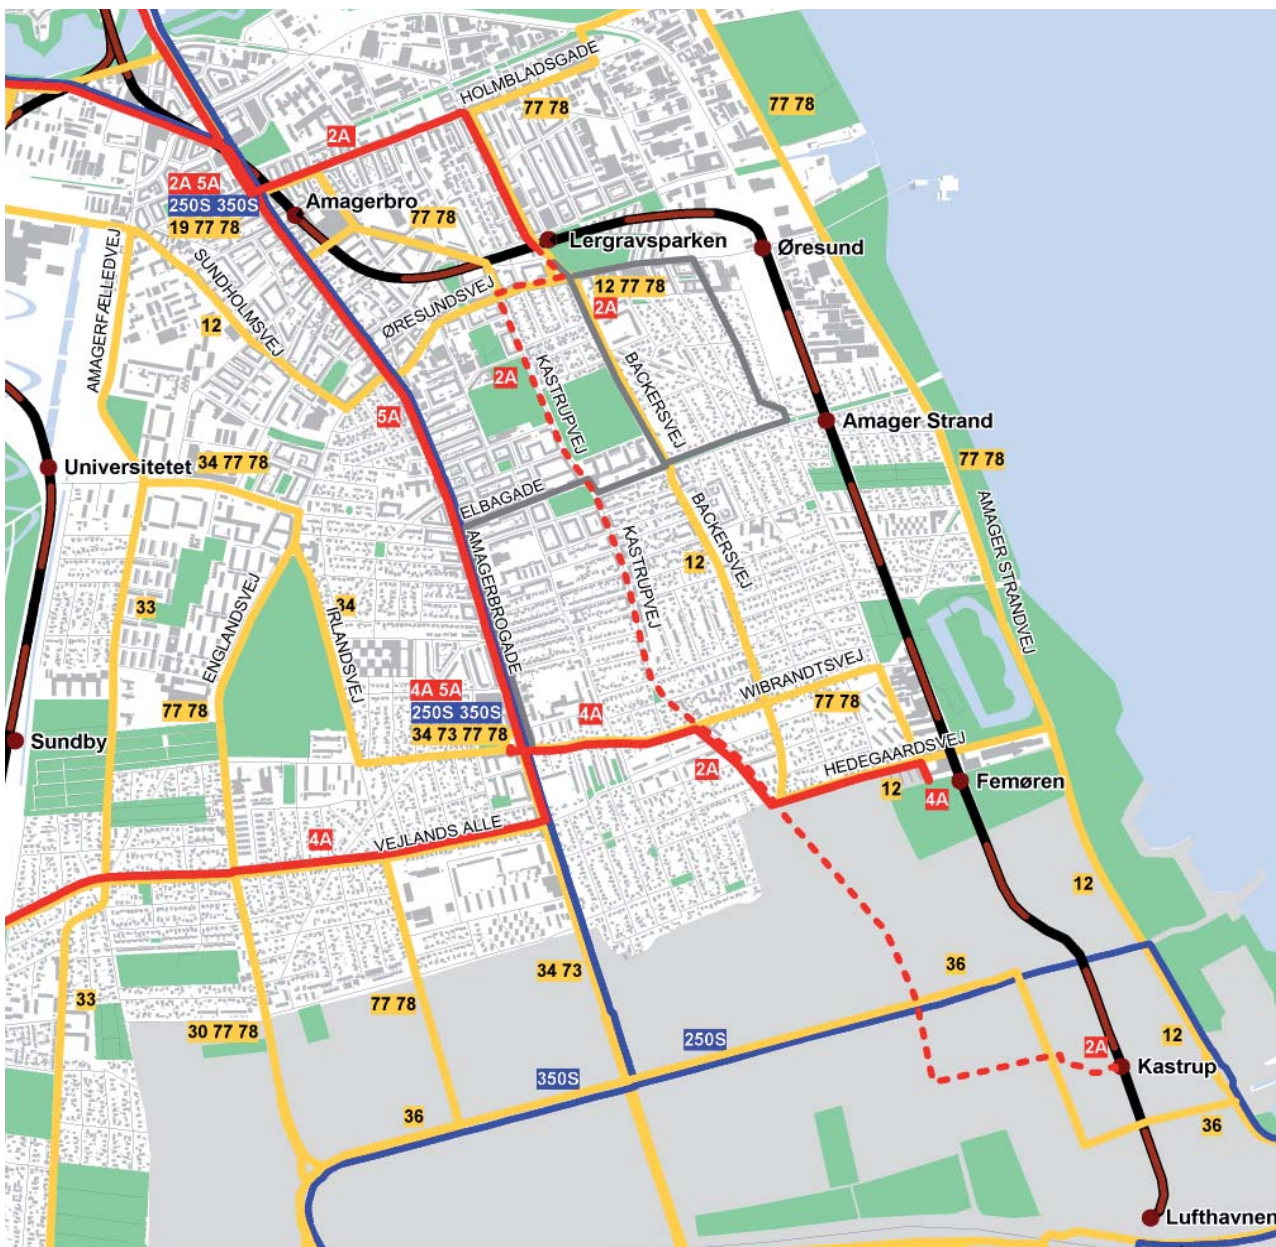 HOLMBLADSGADE
77 78
77 78
2A
2A 5A
250S 350S
19 77 78
Amagerbro
77 78
Lergravsparken
Øresund
AMAGERFÆLLEDVEJ
SUNDHOLMSVEJ
12
ØRESUNDSVEJ
12 77 78
2A
2A
KASTRUPVEJ
BACKERSVEJ
5A
Amager Strand
Universitetet
34 77 78
77 78
ELBAGADE
BACKERSVEJ
AMAGER STRANDVEJ
KASTRUPVEJ
12
AMAGERBROGADE
33
34
ENGLANDSVEJ
IRLANDSVEJ
WIBRANDTSVEJ
4A 5A
250S 350S
34 73 77 78
77 78
4A
77 78
Sundby
2A
HEDEGAARDSVEJ
12
4A
Femøren
4A
VEJLANDS ALLE
12
34 73
36
33
30 77 78
77 78
250S
12
2A
Kastrup
350S
36
36
Lufthavnen